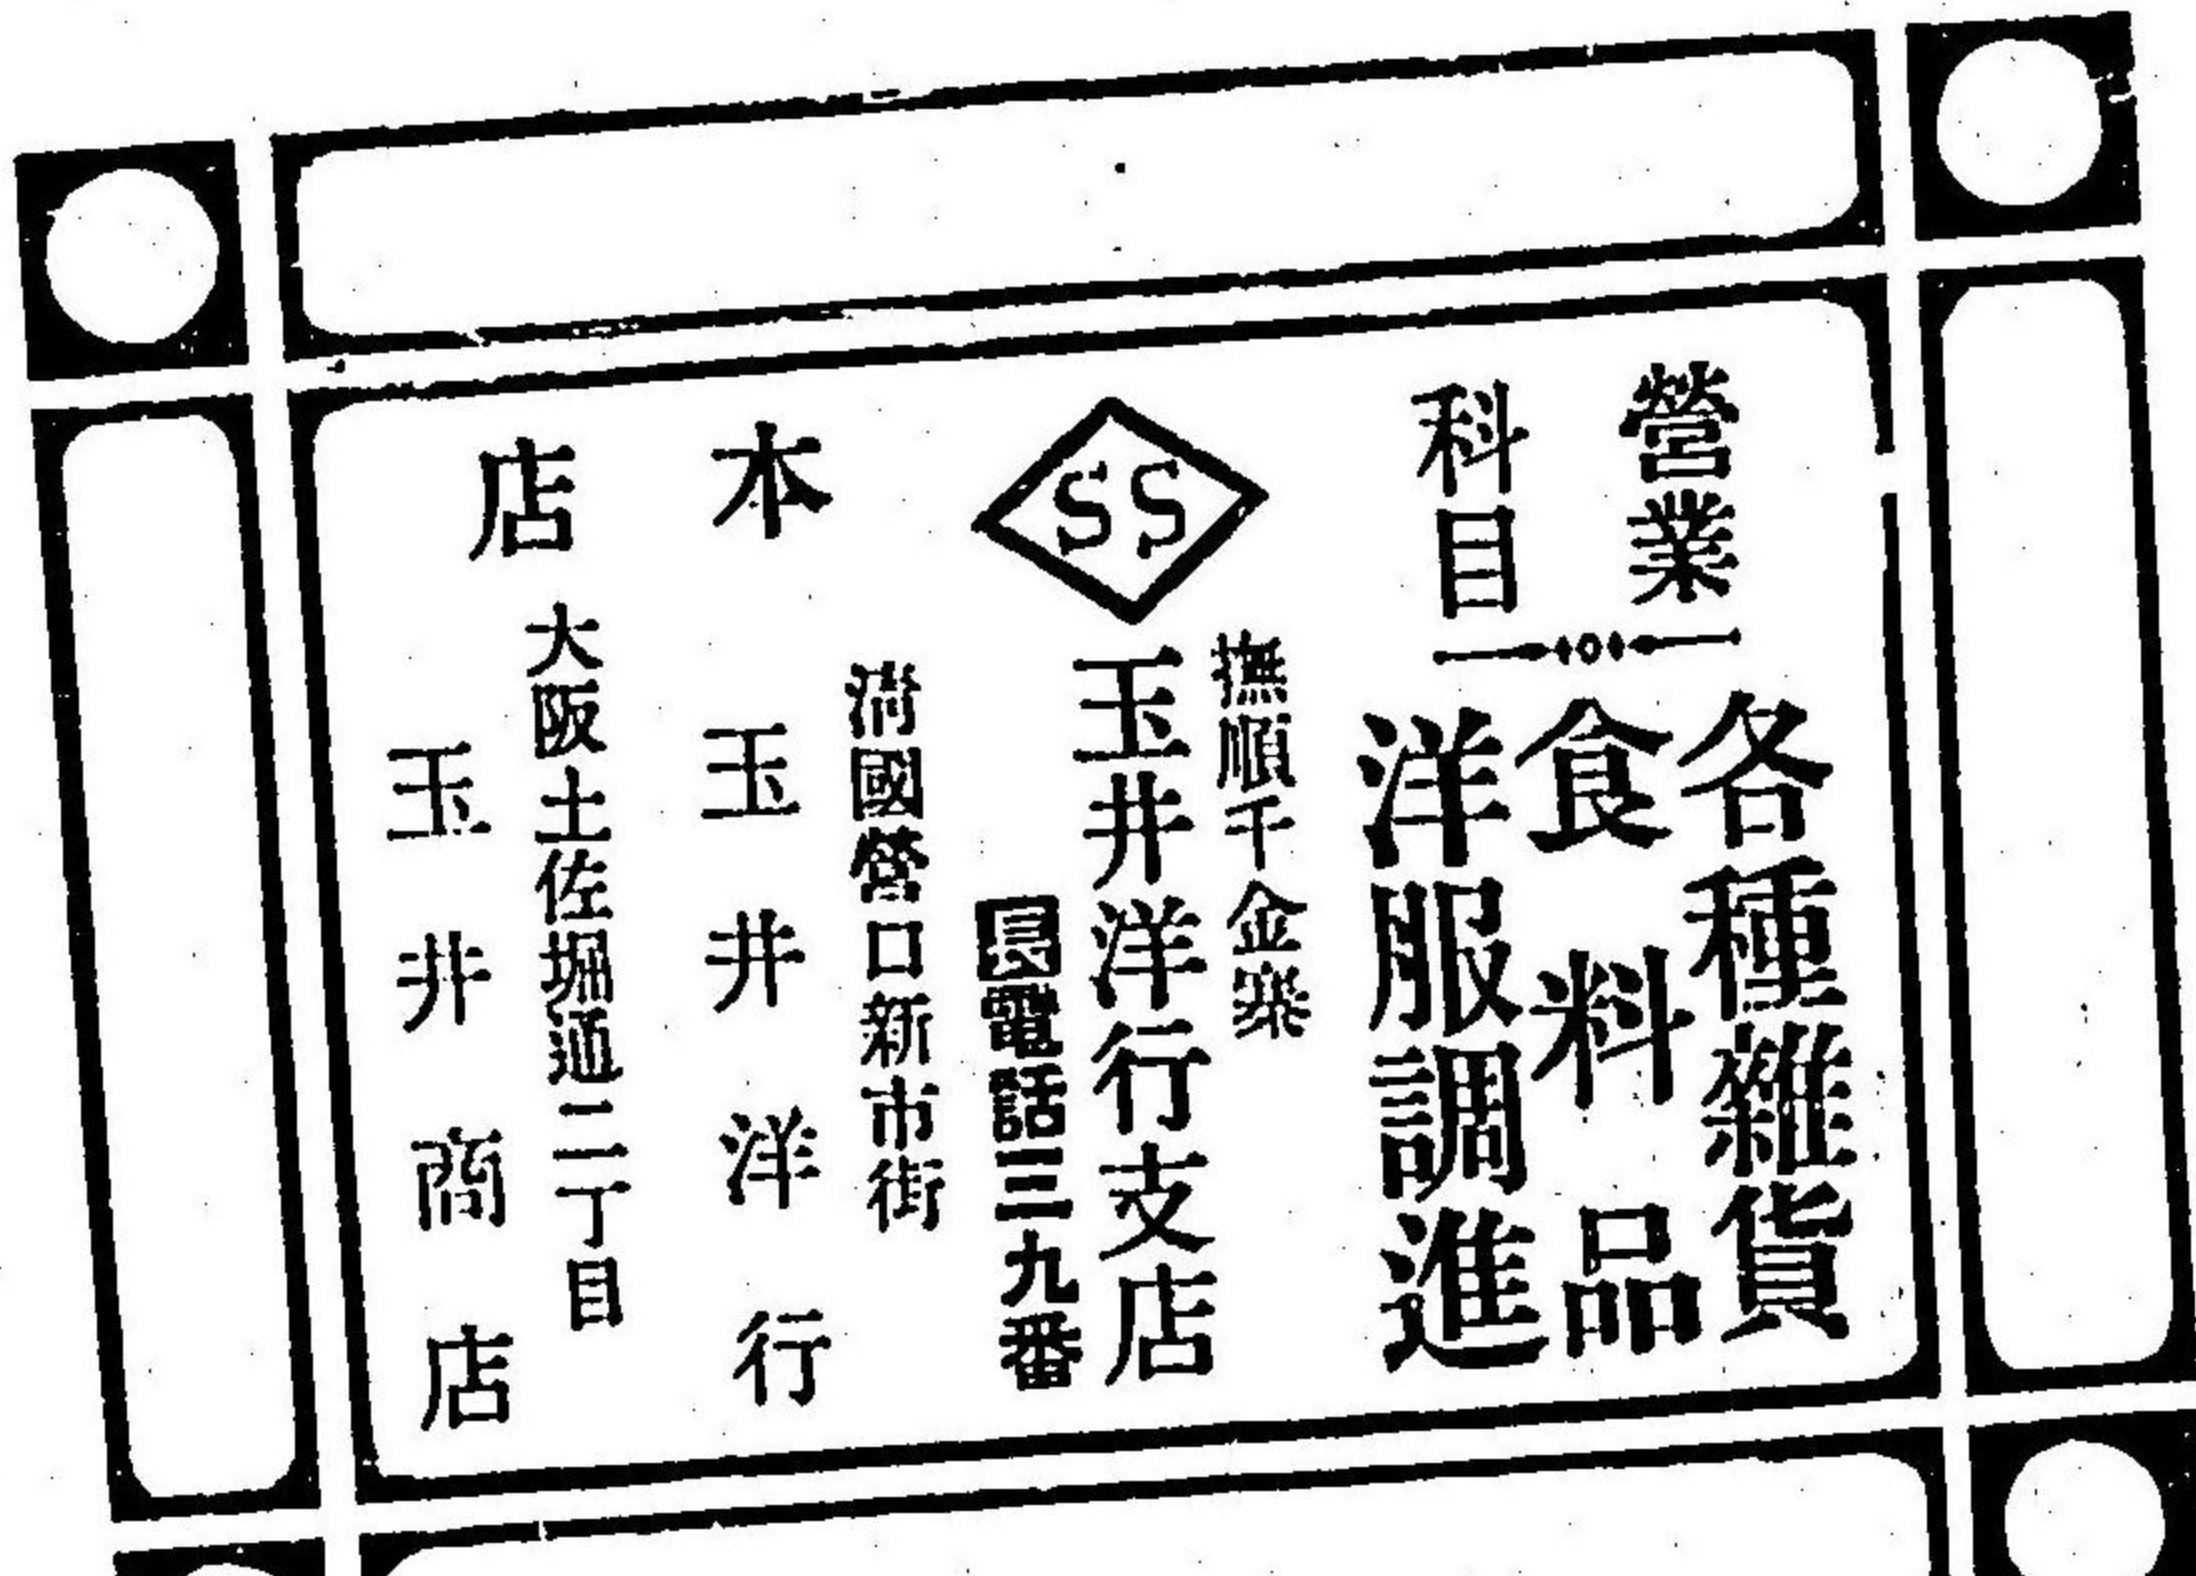 營業
科目
各種雜貨
食料品
洋服調進
SS
撫順千金寨
玉井洋行支店
長電話三九番
本店
清國營口新市街
玉井洋行
大阪土佐堀通二丁目
玉井商店